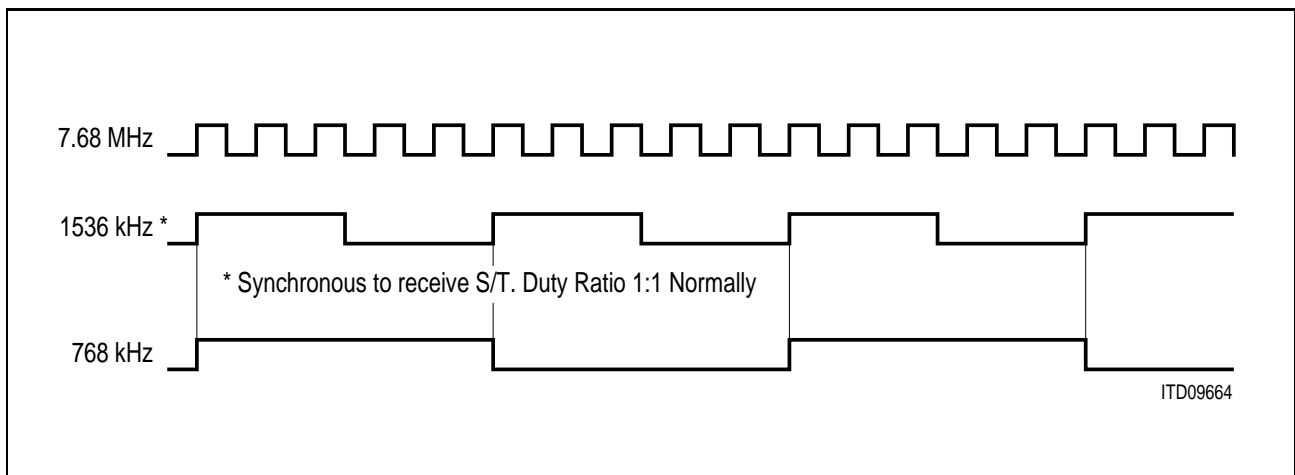 7.68 MHz
1536 kHz *
* Synchronous to receive S/T. Duty Ratio 1:1 Normally
768 kHz
ITD09664